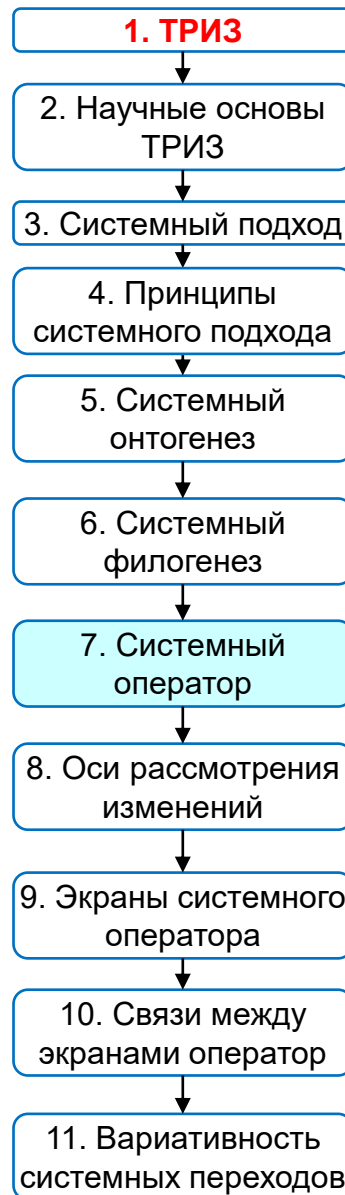 1. ТРИЗ
2. Научные основы
ТРИЗ
3. Системный подход
4. Принципы
системного подхода
5. Системный
онтогенез
6. Системный
филогенез
7. Системный
оператор
8. Оси рассмотрения
изменений
9. Экраны системного
оператора
10. Связи между
экранами оператор
11. Вариативность
системных переходов